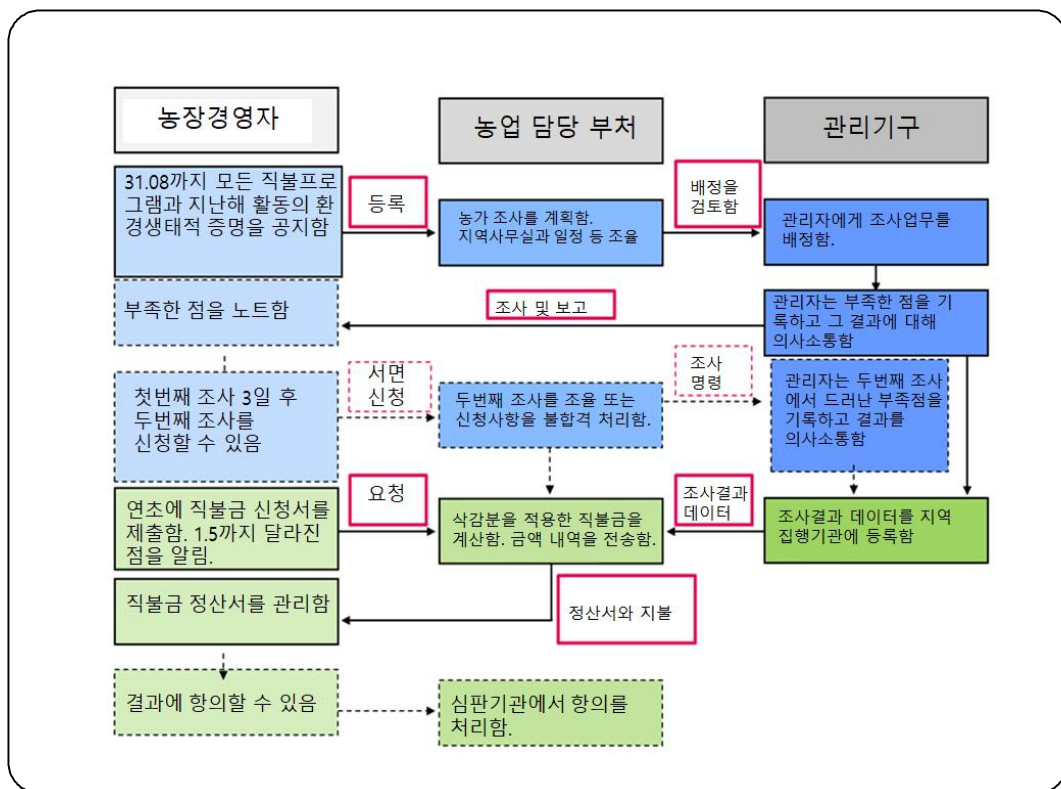 농장경영자
농업 담당 부처
관리기구
31.08까지 모든 직불프로
그램과 지난해 활동의 환
경생태적 증명을 공지함
등록
농가 조사를 계획함.
지역사무실과 일정 등 조율
배정을
검토함
관리자에게 조사업무를
배정함.
부족한 점을 노트함
조사 및 보고
관리자는 부족한 점을 기
록하고 그 결과에 대해
의사소통함
첫번째 조사 3일 후
두번째 조사를
신청할 수 있음
서면
신청
두번째 조사를 조율 또는
신청사항을 불합격 처리함.
조사
명령
관리자는 두번째 조사
에서 드러난 부족점을
기록하고 결과를
의사소통함
연초에 직불금 신청서를
제출함. 1.5까지 달라진
점을 알림.
요청
삭감분을 적용한 직불금을
계산함. 금액 내역을 전송함.
조사결과
데이터
조사결과 데이터를 지역
집행기관에 등록함
직불금 정산서를 관리함
정산서와 지불
결과에 항의할 수 있음
심판기관에서 항의를
처리함.